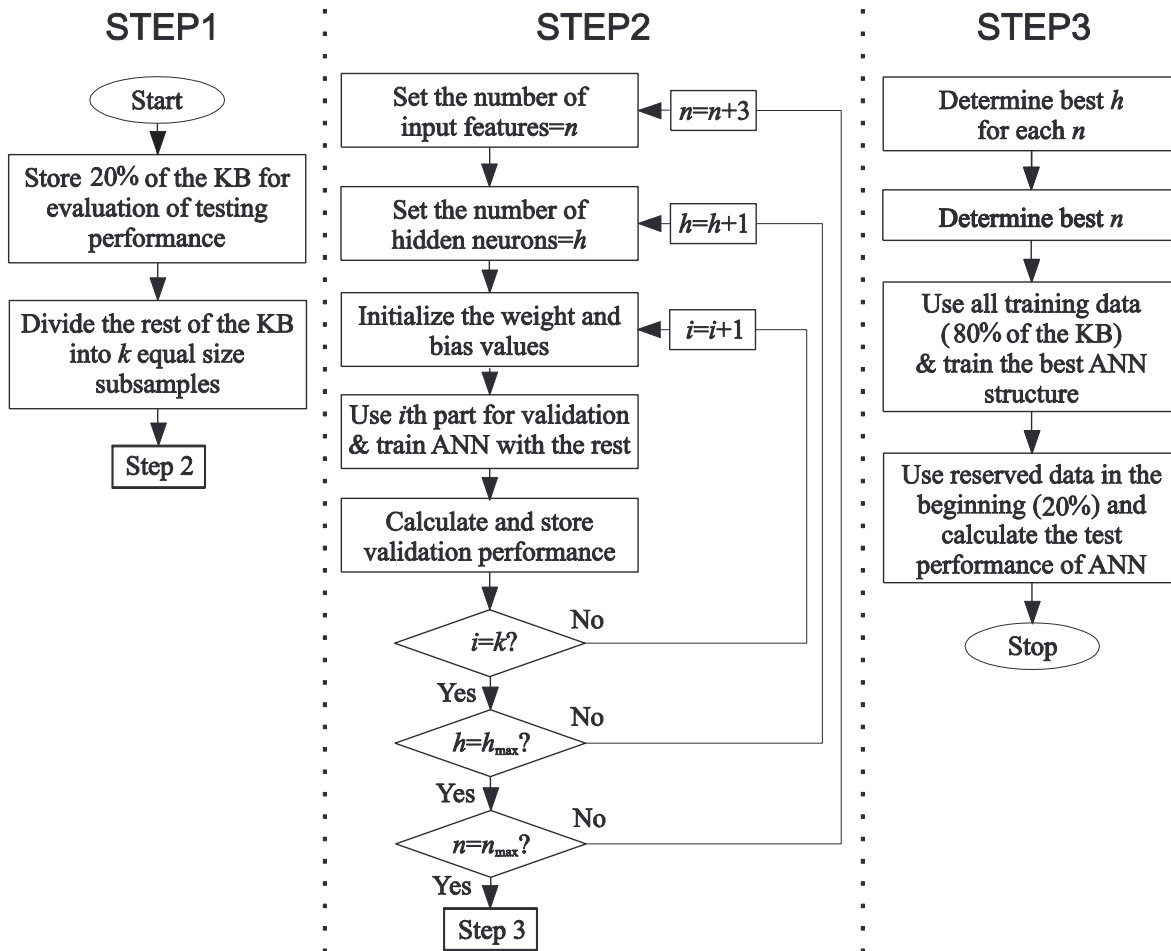 STEP1
Start
Store 20% of the KB for
evaluation of testing
performance
Divide the rest of the KB
into k equal size
subsamples
Step 2
STEP2
Set the number of
input features=n
n=n+3
Set the number of
hidden neurons=h
h=h+1
Initialize the weight and
bias values
i=i+1
Use ith part for validation
& train ANN with the rest
Calculate and store
validation performance
i=k?
No
Yes
h=hmax?
No
Yes
n=nmax?
No
Yes
Step 3
STEP3
Determine best h
for each n
Determine best n
Use all training data
(80% of the KB)
& train the best ANN
structure
Use reserved data in the
beginning (20%) and
calculate the test
performance of ANN
Stop